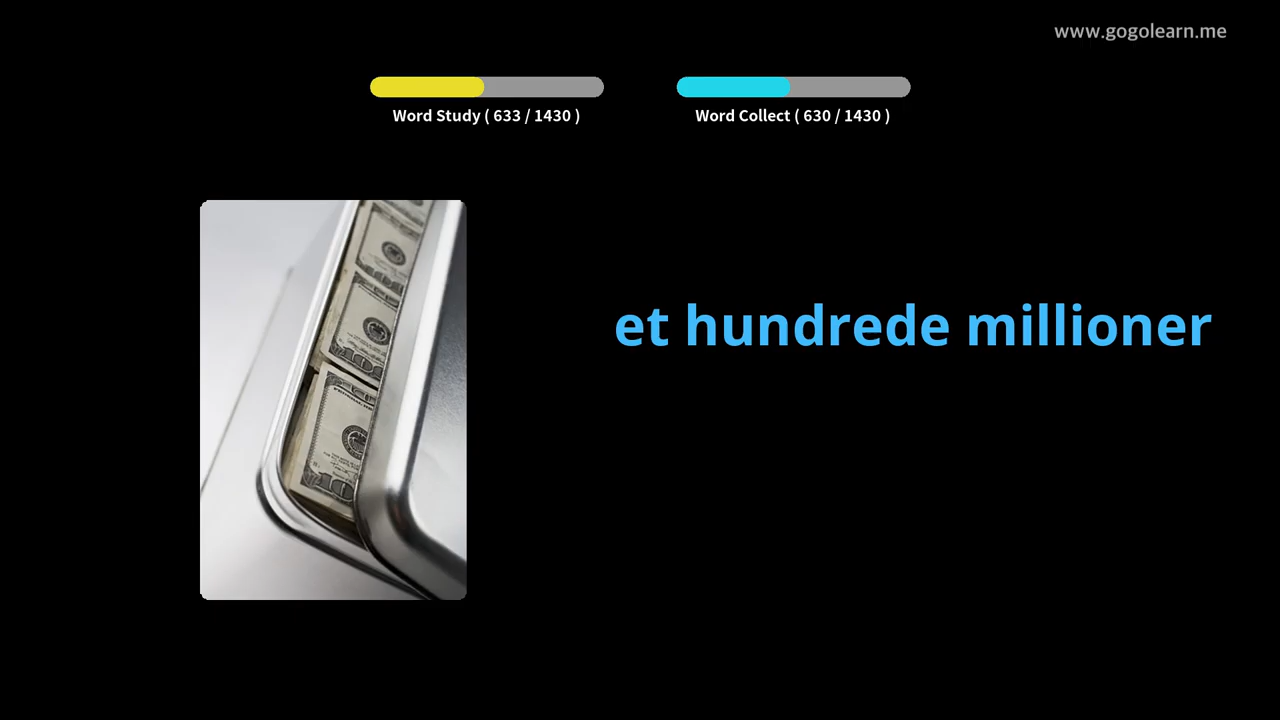 www.gogolearn.me
Word Study ( 633 / 1430 )
Word Collect ( 630 / 1430 )
et hundrede millioner